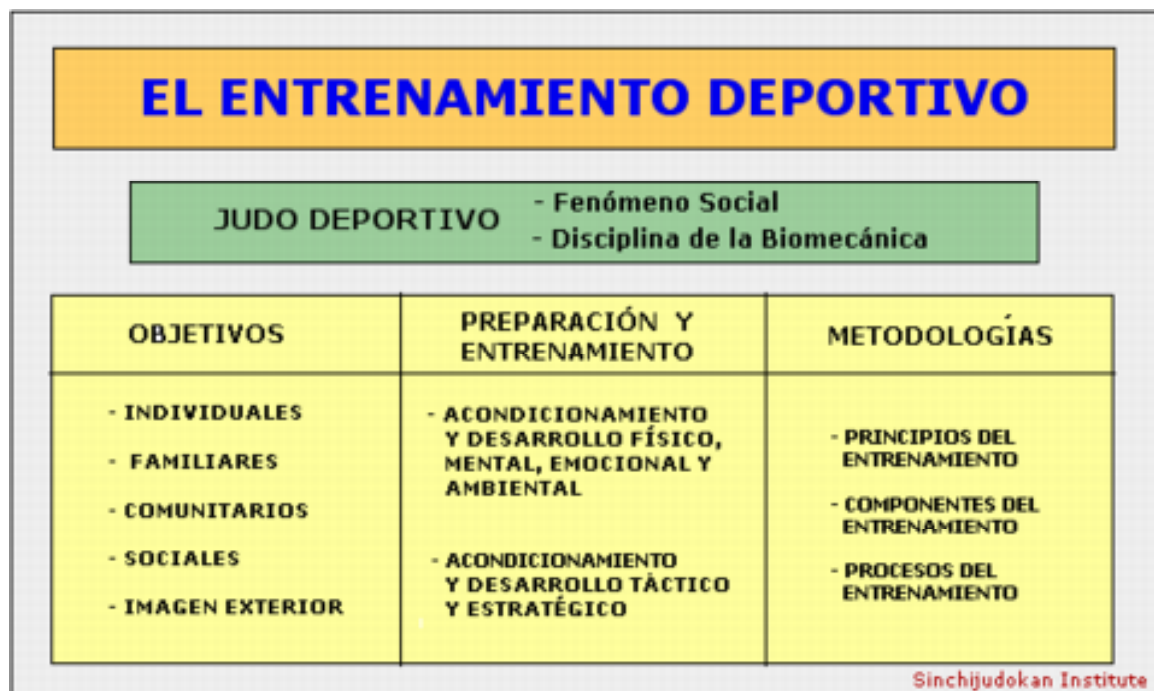 EL ENTRENAMIENTO DEPORTIVO
JUDO DEPORTIVO
- Fenómeno Social
- Disciplina de la Biomecánica
OBJETIVOS
- INDIVIDUALES
- FAMILIARES
- COMUNITARIOS
- SOCIALES
- IMAGEN EXTERIOR
PREPARACIÓN Y
ENTRENAMIENTO
- ACONDICIONAMIENTO
Y DESARROLLO FÍSICO,
MENTAL, EMOCIONAL Y
AMBIENTAL
- ACONDICIONAMIENTO
Y DESARROLLO TÀCTICO
Y ESTRATÉGICO
METODOLOGÍAS
- PRINCIPIOS DEL
ENTRENAMIENTO
- COMPONENTES DEL
ENTRENAMIENTO
- PROCESOS DEL
ENTRENAMIENTO
Sinchijudokan Institute